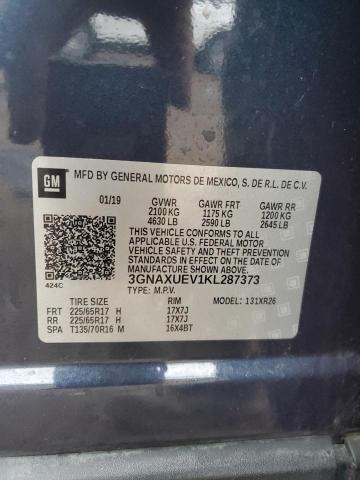 GM
MFD BY GENERAL MOTORS DE MEXICO, S. DE R.L. DE C.V.
01/19 GVWR GAWR FRT GAWR RR
2100 KG 1175 KG 1200 KG
4630 LB 2590 LB 2645 LB
THIS VEHICLE CONFORMS TO ALL
APPLICABLE U.S. FEDERAL MOTOR
VEHICLE SAFETY AND THEFT PREVENTION
STANDARDS IN EFFECT ON THE DATE OF
MANUFACTURE SHOWN ABOVE.
424C 3GNAXUEV1KL287373
TYPE: M.P.V. MODEL: 131XR26
TIRE SIZE RIM
FRT 225/65R17 H 17X7J
RR 225/65R17 H 17X7J
SPA T135/70R16 M 16X4BT